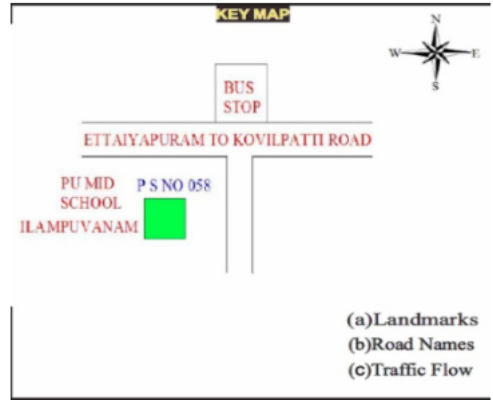 KEY MAP
N
W
E
S
BUS
STOP
ETTAIYAPURAM TO KOVILPATTI ROAD
PU MID
SCHOOL
P S NO 058
ILAMPUVANAM
(a)Landmarks
(b)Road Names
(c)Traffic Flow